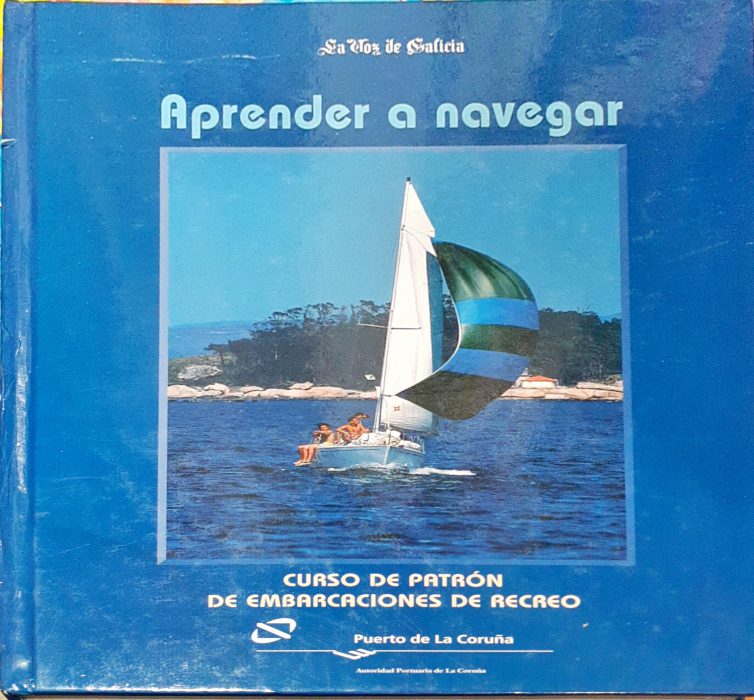 La Voz de Galicia
Aprender a navegar
CURSO DE PATRÓN
DE EMBARCACIONES DE RECREO
Puerto de La Coruña
Autoridad Portuaria de La Coruña